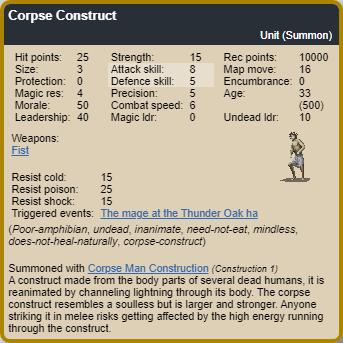 Corpse Construct
Unit (Summon)
Hit points: 25 Strength: 15 Rec points: 10000
Size: 3 Attack skill: 8 Map move: 16
Protection: 0 Defence skill: 5 Encumbrance: 0
Magic res: 4 Precision: 5 Age: 33
Morale: 50 Combat speed: 6 (500)
Leadership: 40 Magic ldr: 0 Undead ldr: 10
Weapons:
Fist
Resist cold: 15
Resist poison: 25
Resist shock: 15
Triggered events: The mage at the Thunder Oak ha
(Poor-amphibian, undead, inanimate, need-not-eat, mindless,
does-not-heal-naturally, corpse-construct)
Summoned with Corpse Man Construction (Construction 1)
A construct made from the body parts of several dead humans, it is
reanimated by channeling lightning through its body. The corpse
construct resembles a soulless but is larger and stronger. Anyone
striking it in melee risks getting affected by the high energy running
through the construct.